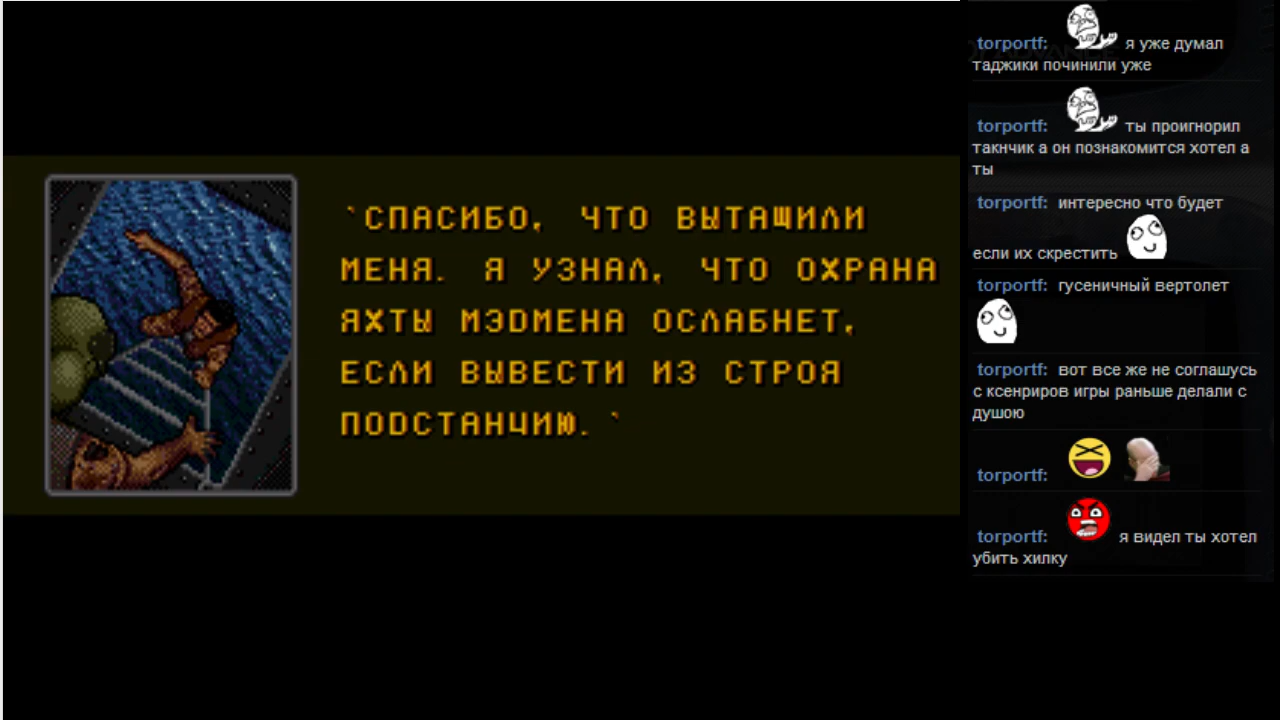 `СПАСИБО, ЧТО ВЫТАЩИЛИ
МЕНЯ. Я УЗНАЛ, ЧТО ОХРАНА
ЯХТЫ МЭДМЕНА ОСЛАБНЕТ,
ЕСЛИ ВЫВЕСТИ ИЗ СТРОЯ
ПОДСТАНЧИЮ.`
torportf: я уже думал
таджики починили уже
torportf: ты проигнорил
такнчик а он познакомится хотел а
ты
torportf: интересно что будет
если их скрестить
torportf: гусеничный вертолет
torportf: вот все же не соглашусь
с ксенриров игры раньше делали с
душою
torportf:
torportf: я видел ты хотел
убить хилку